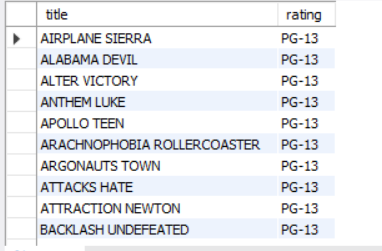 title rating
AIRPLANE SIERRA PG-13
ALABAMA DEVIL PG-13
ALTER VICTORY PG-13
ANTHEM LUKE PG-13
APOLLO TEEN PG-13
ARACHNOPHOBIA ROLLERCOASTER PG-13
ARGONAUTS TOWN PG-13
ATTACKS HATE PG-13
ATTRACTION NEWTON PG-13
BACKLASH UNDEFEATED PG-13